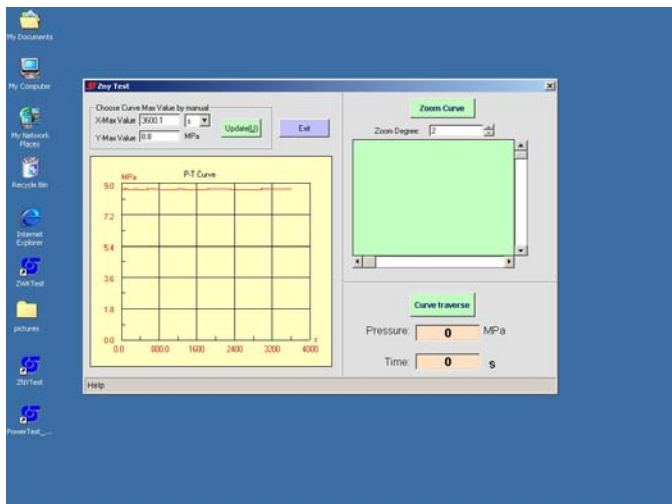 My Documents
My Computer
My Network
Places
Recycle Bin
Internet
Explorer
ZWKTest
pictures
ZNYTest
PowerTest_...
Zny Test
Choose Curve Max Value by manual
X-Max Value 3600.1 s
Y-Max Value 8.8 MPa
Update(U)
Exit
MPa P-T Curve
9.0
7.2
5.4
3.6
1.8
0.0
0.0 800.0 1600 2400 3200 4000
s
Zoom Curve
Zoom Degree: 2
Curve traverse
Pressure: 0 MPa
Time: 0 s
Help